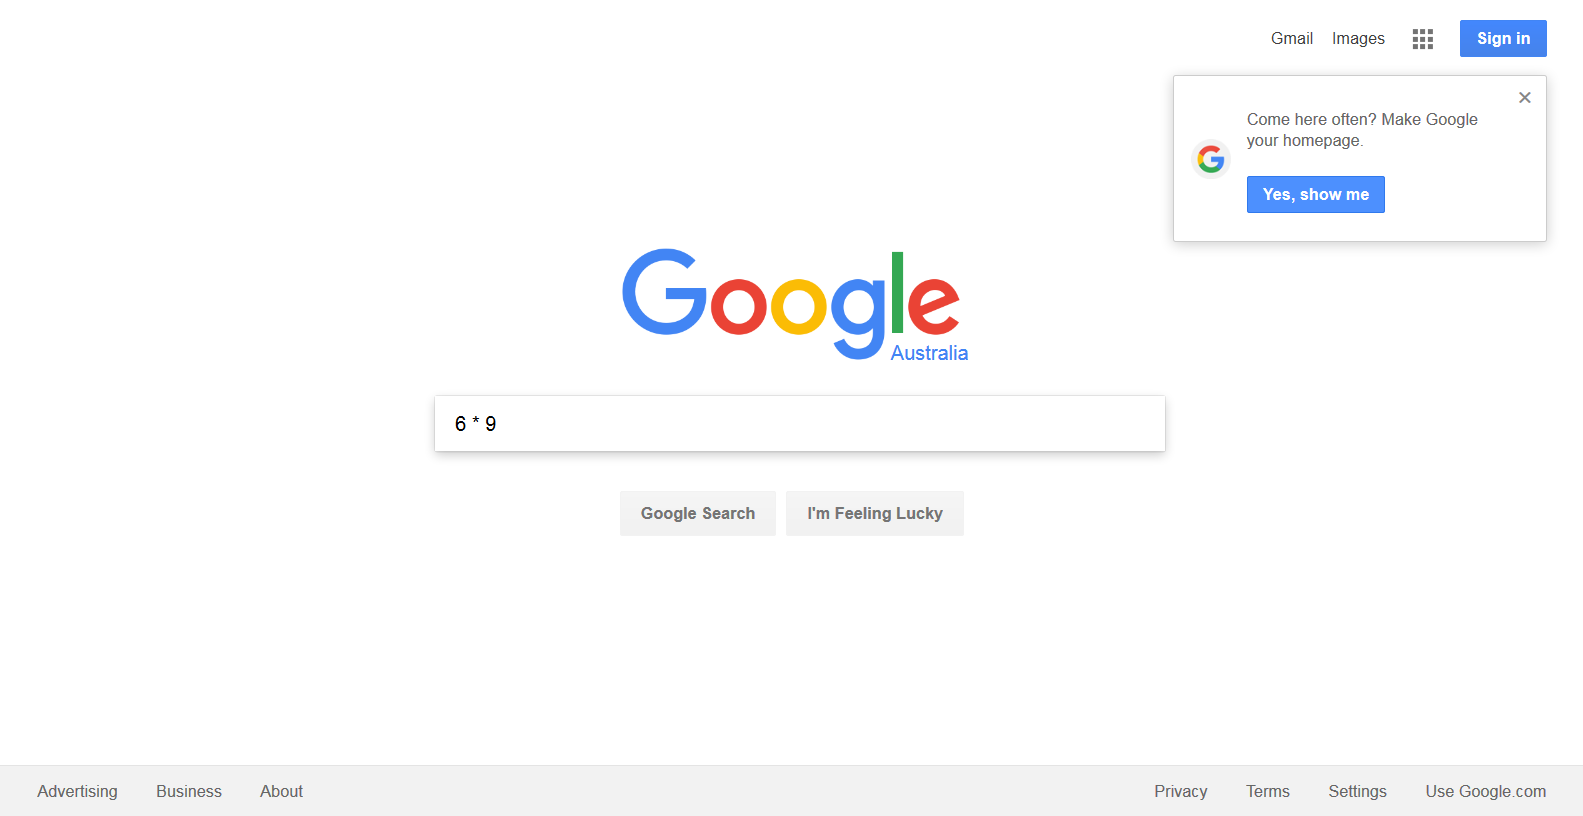 Gmail Images Sign in
Come here often? Make Google
your homepage.
Yes, show me
Google
Australia
6 * 9
Google Search I'm Feeling Lucky
Advertising Business About Privacy Terms Settings Use Google.com